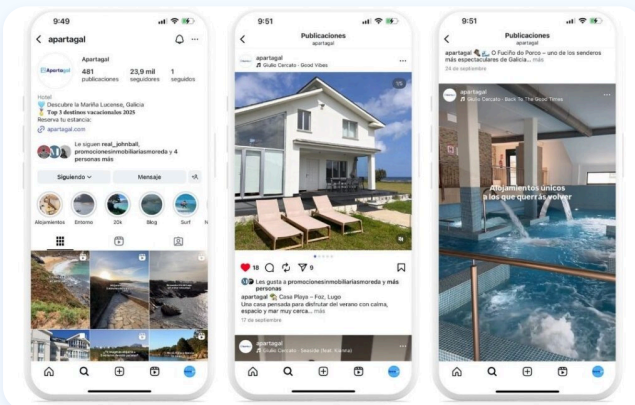 9:49
apartagal
Apartagal
Apartagal
481
publicaciones
23,9 mil
seguidores
1
seguidos
Hotel
Descubre la Mariña Lucense, Galicia
Top 3 destinos vacacionales 2025
Reserva tu estancia:
apartagal.com
Le siguen real_johnball,
promocionesinmobiliariasmoreda y 4
personas más
Siguiendo
Mensaje
Alojamientos
Entorno
22k
Blog
Surf
9:51
Publicaciones
apartagal
apartagal
Giulio Cercato · Good Vibes
1/5
18
9
Les gusta a promocionesinmobiliariasmoreda y más
personas
apartagal Casa Playa – Foz, Lugo
Una casa pensada para disfrutar del verano con calma,
espacio y mar muy cerca... más
17 de septiembre
apartagal
9:51
Publicaciones
apartagal
apartagal O Fuciño do Porco – uno de los senderos
más espectaculares de Galicia... más
24 de septiembre
apartagal
Giulio Cercato · Back To The Good Times
Alojamientos únicos
a los que querrás volver